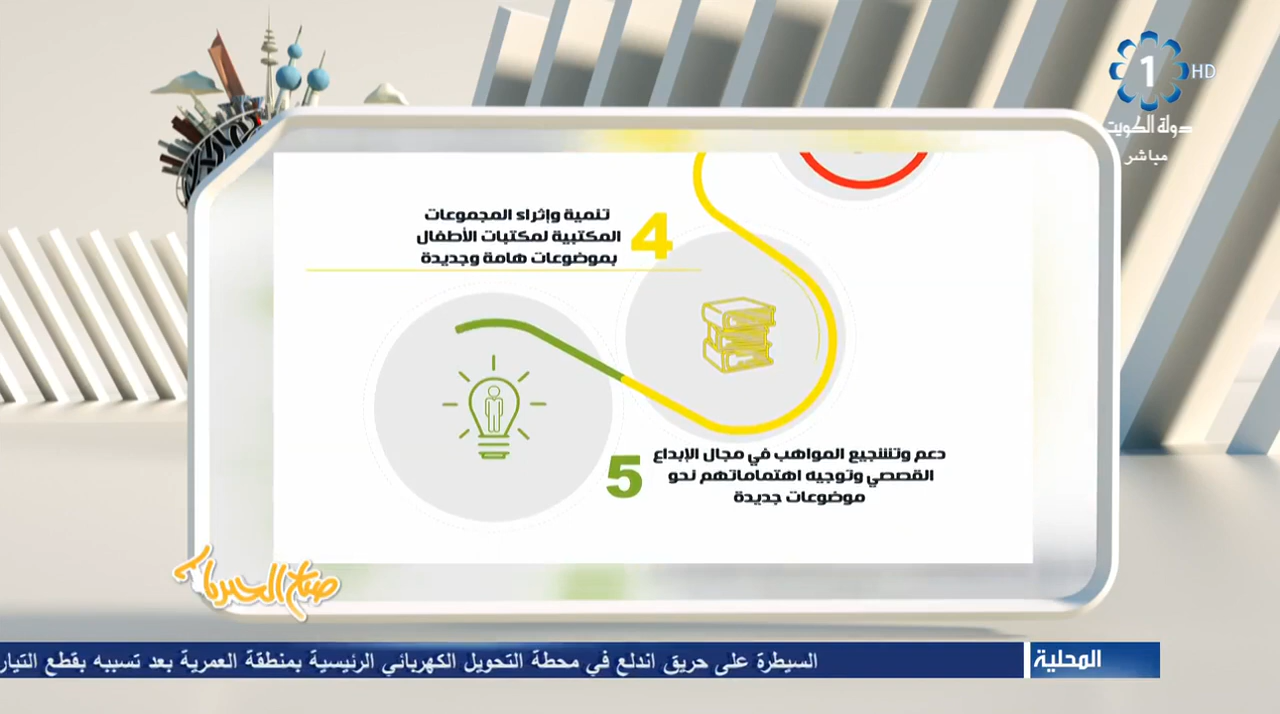 1 HD
دولة الكويت
مباشر
4
تنمية وإثراء المجموعات
المكتبية لمكتبات الأطفال
بموضوعات هامة وجديدة
5
دعم وتشجيع المواهب في مجال الإبداع
القصصي وتوجيه اهتماماتهم نحو
موضوعات جديدة
صباح الخير يا
المحلية
السيطرة على حريق اندلع في محطة التحويل الكهربائي الرئيسية بمنطقة العمرية بعد تسببه بقطع التيار